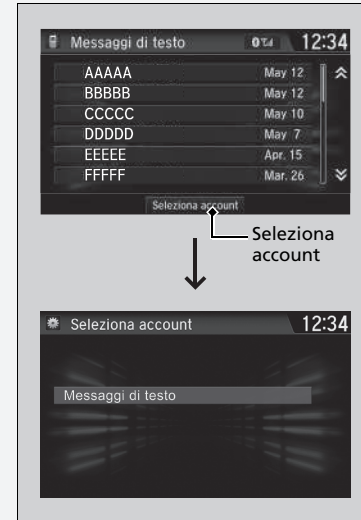 Messaggi di testo 12:34
AAAAA May 12
BBBBB May 12
CCCCC May 10
DDDDD May 7
EEEEE Apr. 15
FFFFF Mar. 26
Seleziona account
Seleziona
account
Seleziona account 12:34
Messaggi di testo